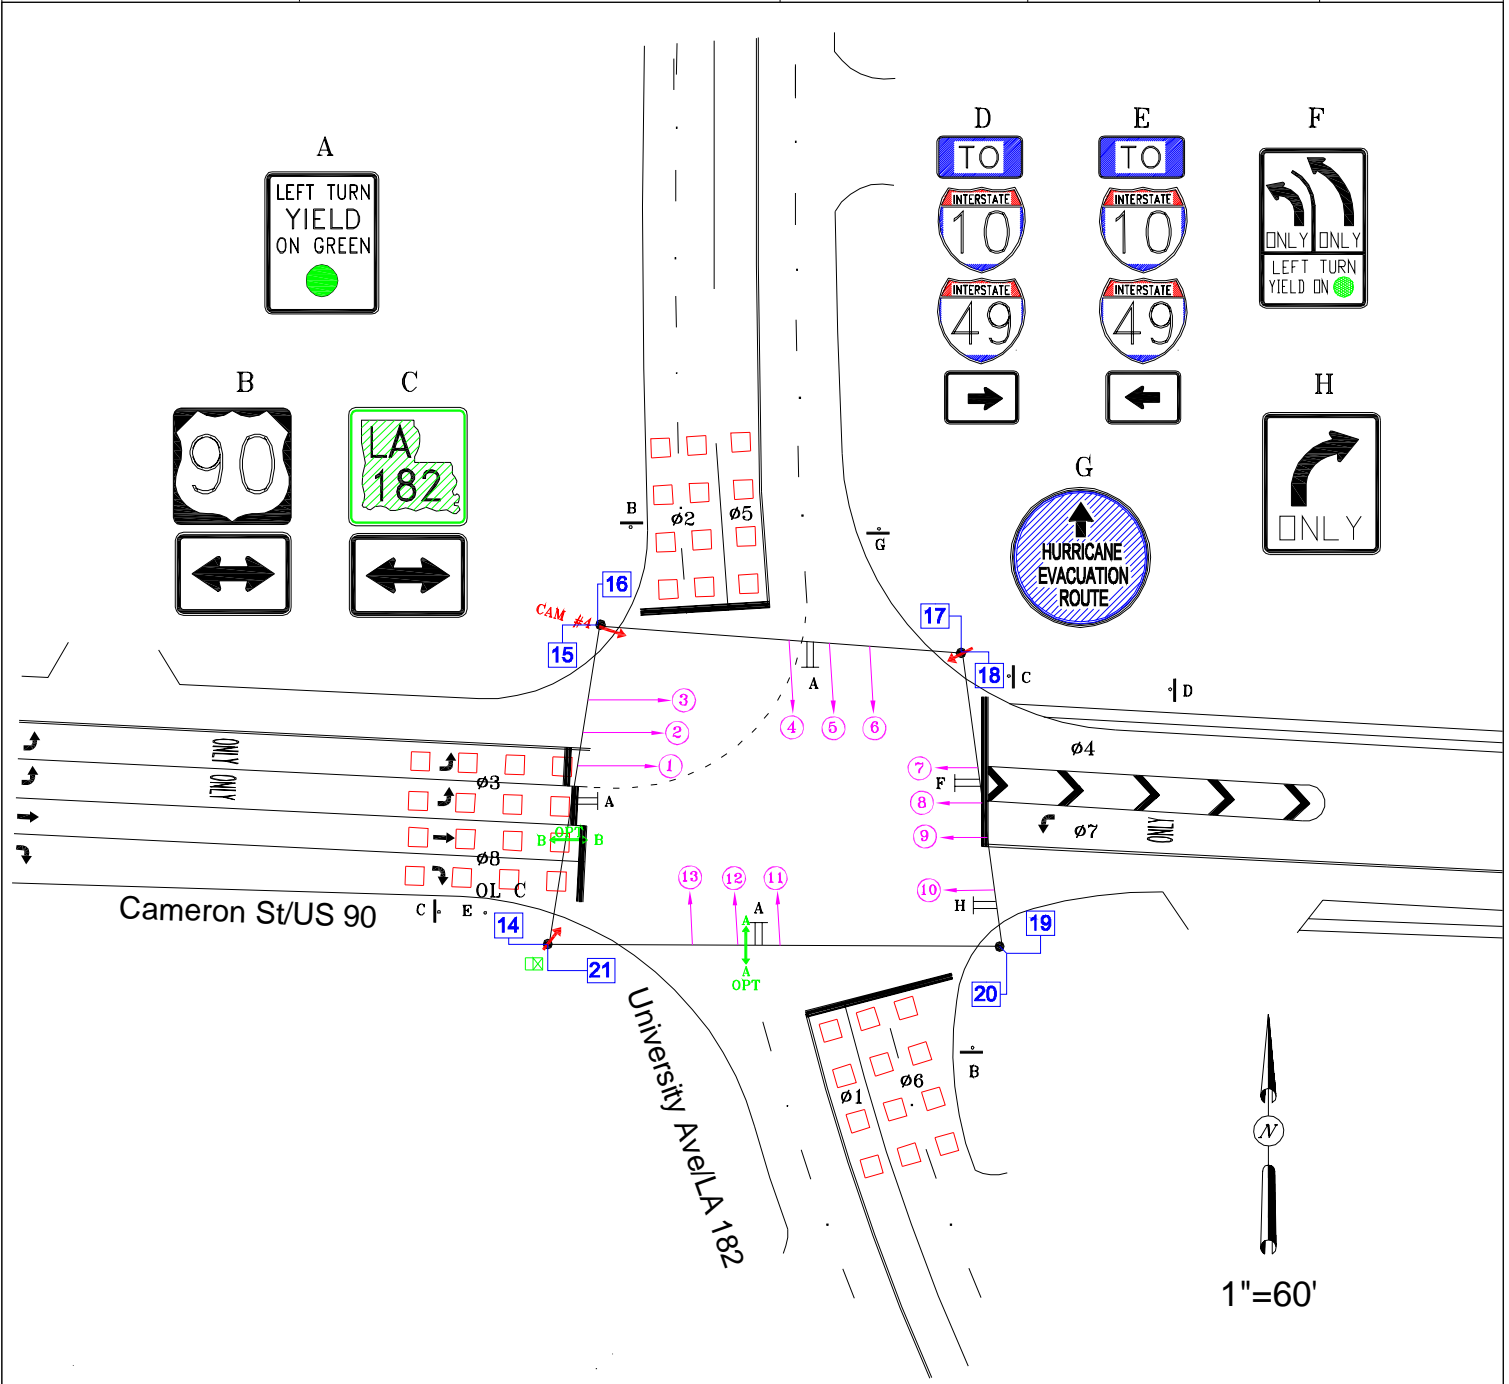 A
LEFT TURN
YIELD
ON GREEN
B
90
C
LA
182
D
TO
INTERSTATE
10
INTERSTATE
49
E
TO
INTERSTATE
10
INTERSTATE
49
F
ONLY ONLY
LEFT TURN
YIELD ON
G
HURRICANE
EVACUATION
ROUTE
H
ONLY
B
ø2
ø5
G
16
CAM #4
15
17
18
C
D
3
2
1
4
5
6
A
7
F
8
9
10
H
ø4
ø7
ONLY
ONLY
ONLY
ø3
A
OPT
B
B
ø8
OL C
C
E
Cameron St/US 90
14
21
13
12
11
A
A
A
OPT
19
20
B
ø1
ø6
University Ave/LA 182
N
1"=60'